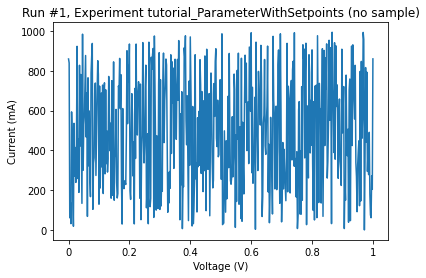 Run #1, Experiment tutorial_ParameterWithSetpoints (no sample)
1000
800
600
400
200
0
Current (mA)
0 0.2 0.4 0.6 0.8 1
Voltage (V)